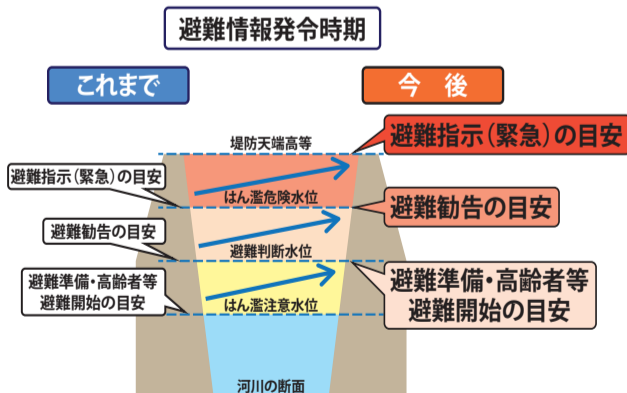 避難情報発令時期
これまで
今後
堤防天端高等
避難指示(緊急)の目安
避難指示(緊急)の目安
はん濫危険水位
避難勧告の目安
避難勧告の目安
避難判断水位
避難準備・高齢者等
避難開始の目安
避難準備・高齢者等
避難開始の目安
はん濫注意水位
河川の断面